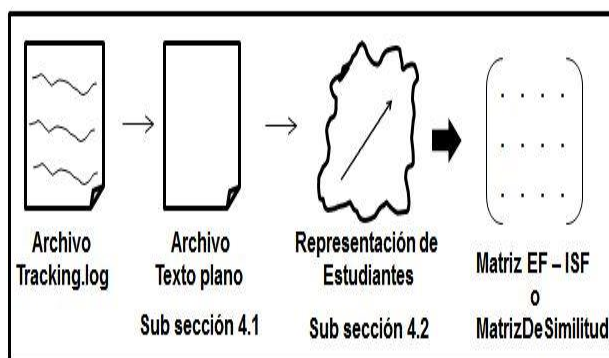 Archivo
Tracking.log
Archivo
Texto plano
Sub sección 4.1
Representación de
Estudiantes
Sub sección 4.2
Matriz EF – ISF
o
MatrizDeSimilitud